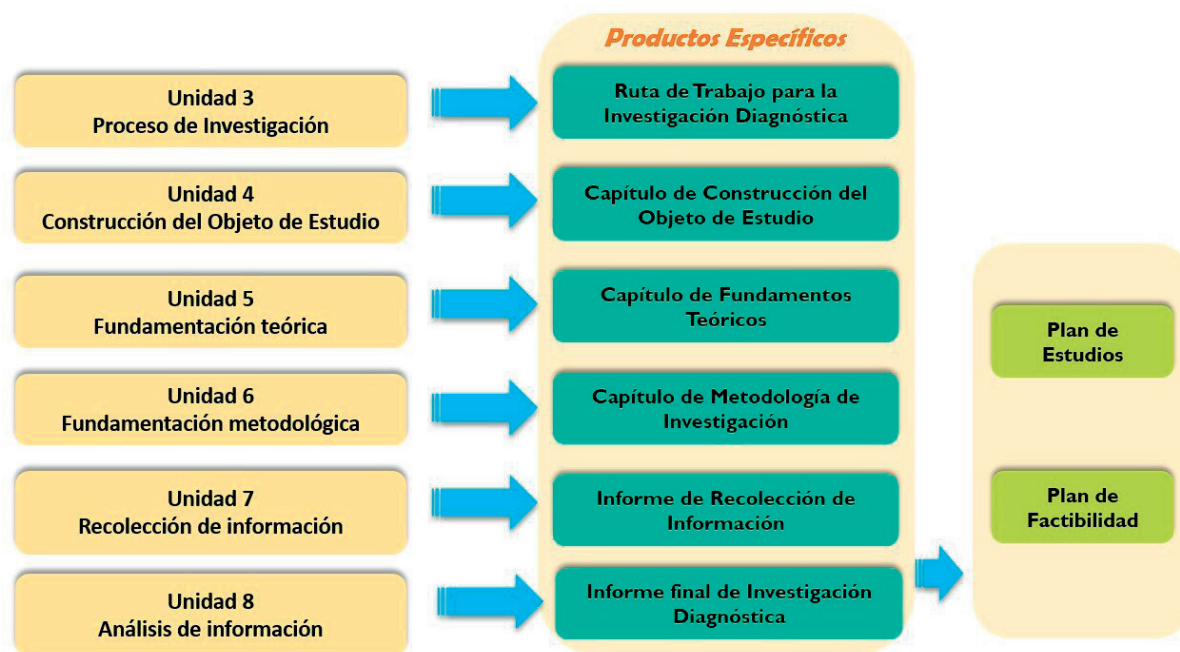 Productos Específicos
Unidad 3
Proceso de Investigación
Ruta de Trabajo para la
Investigación Diagnóstica
Unidad 4
Construcción del Objeto de Estudio
Capítulo de Construcción del
Objeto de Estudio
Unidad 5
Fundamentación teórica
Capítulo de Fundamentos
Teóricos
Unidad 6
Fundamentación metodológica
Capítulo de Metodología de
Investigación
Unidad 7
Recolección de información
Informe de Recolección de
Información
Unidad 8
Análisis de información
Informe final de Investigación
Diagnóstica
Plan de
Estudios
Plan de
Factibilidad